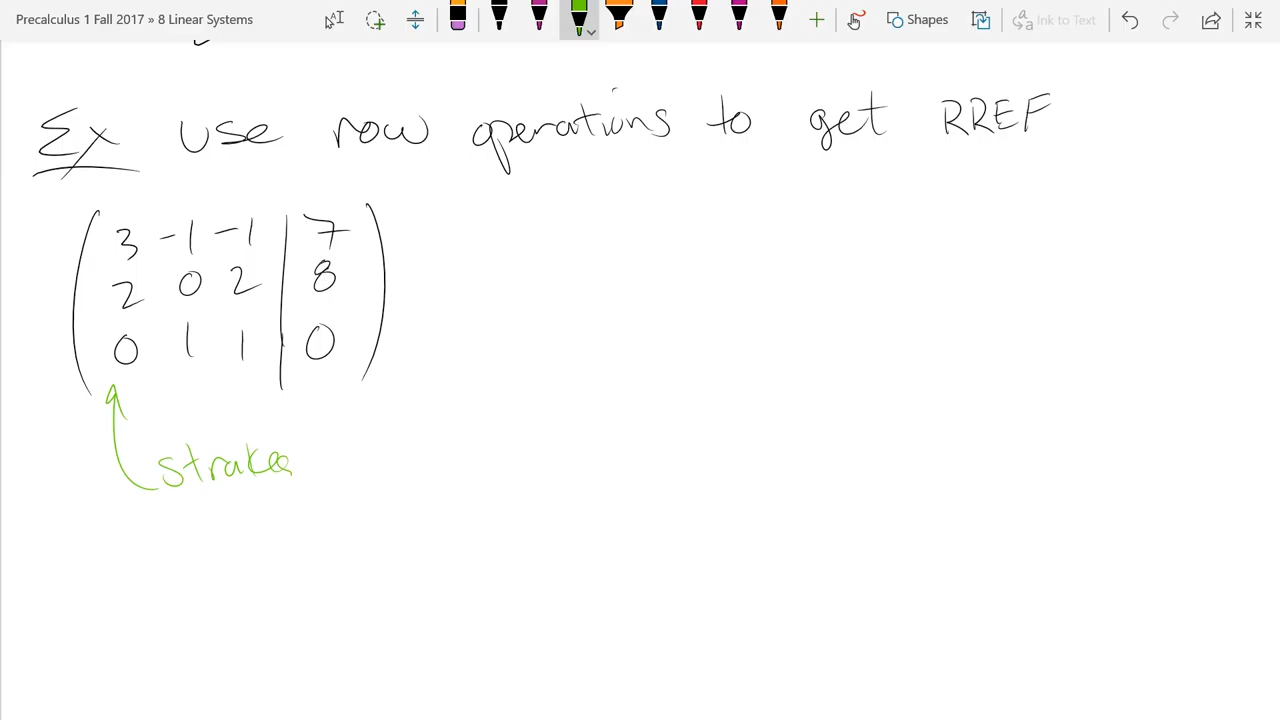 Precalculus 1 Fall 2017 » 8 Linear Systems
Shapes
Ink to Text
Ex use row operations to get RREF
3 -1 -1 | 7
2 0 2 | 8
0 1 1 | 0